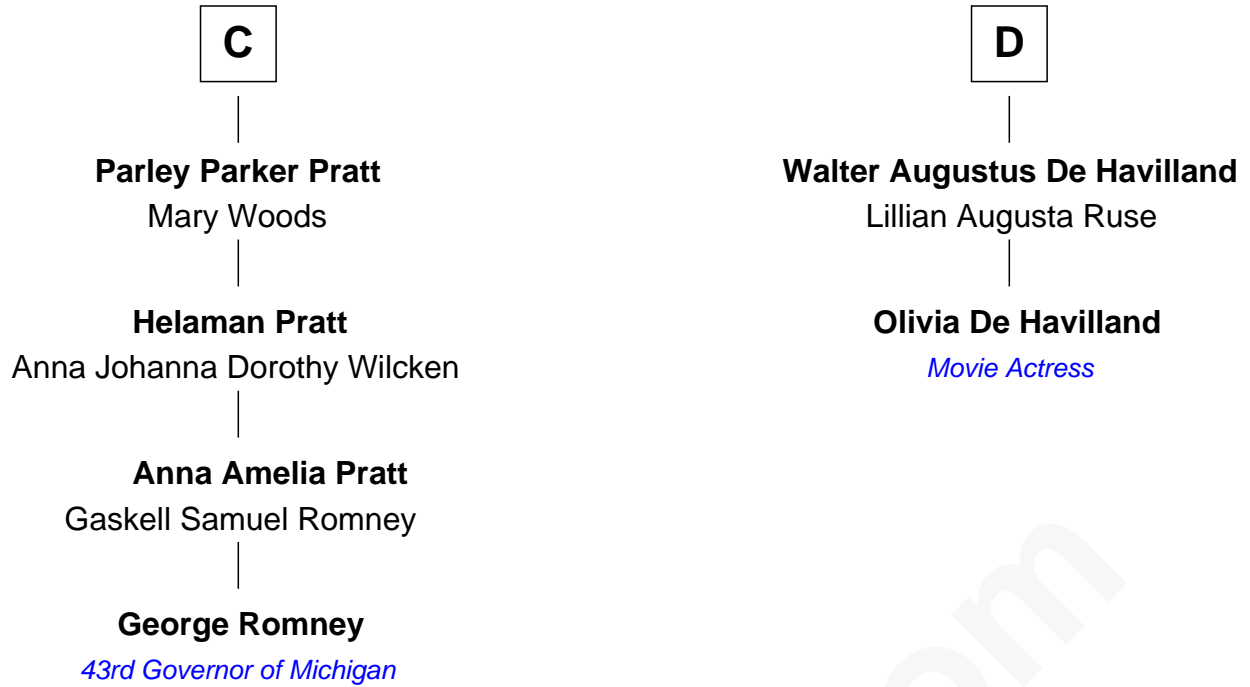 C
Parley Parker Pratt
Mary Woods
Helaman Pratt
Anna Johanna Dorothy Wilcken
Anna Amelia Pratt
Gaskell Samuel Romney
George Romney
43rd Governor of Michigan
D
Walter Augustus De Havilland
Lillian Augusta Ruse
Olivia De Havilland
Movie Actress
om